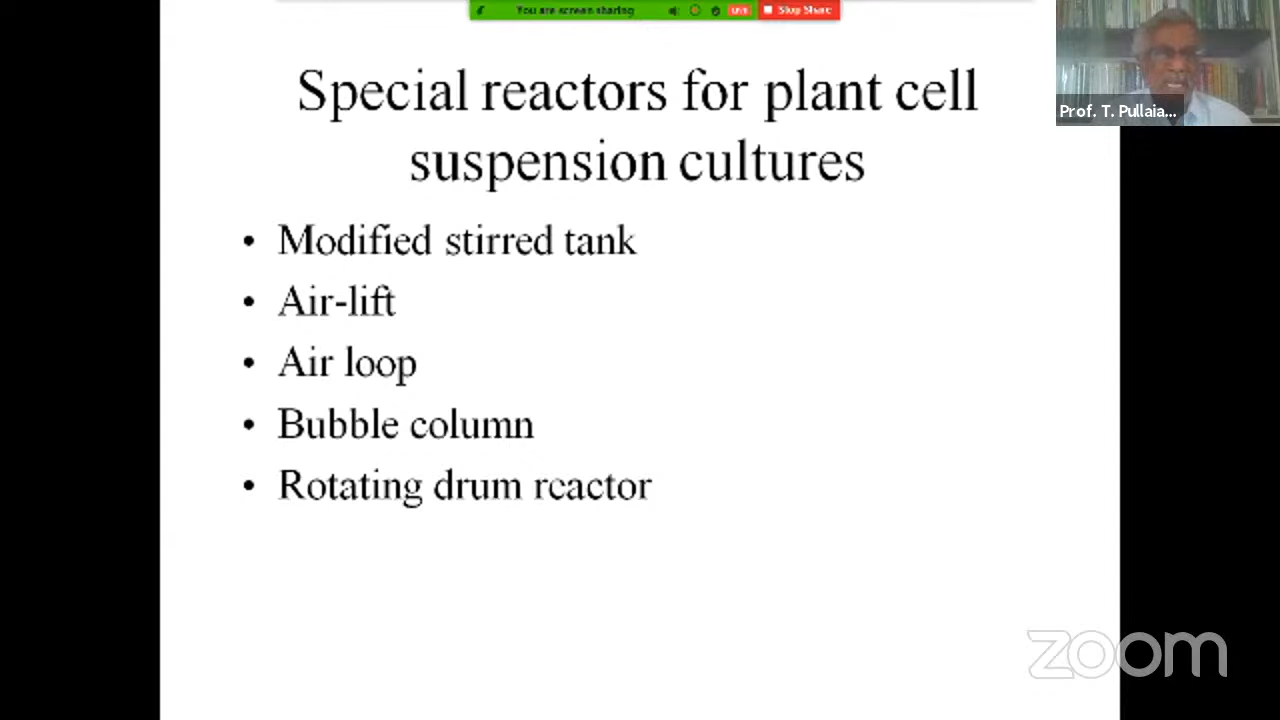 You are screen sharing
LIVE
Stop Share
Prof. T. Pullaia...
Special reactors for plant cell
suspension cultures
• Modified stirred tank
• Air-lift
• Air loop
• Bubble column
• Rotating drum reactor
zoom